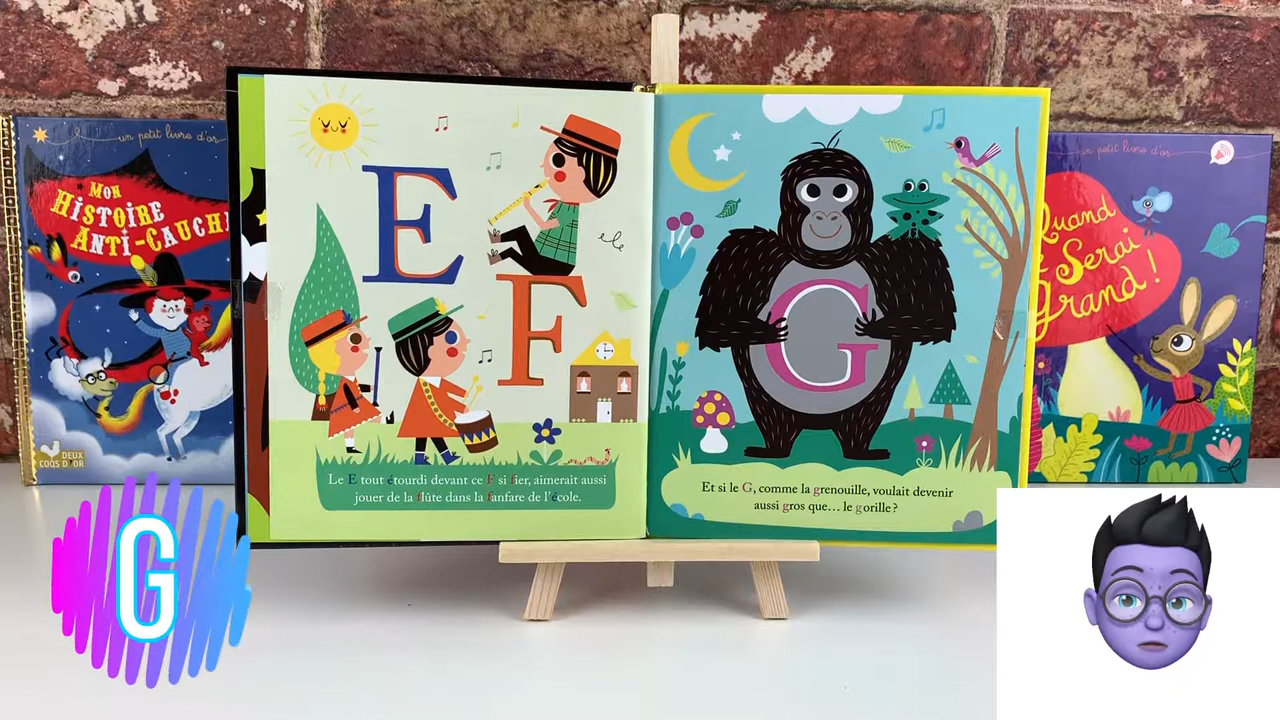 un petit livre d'or
MON
HISTOIRE
ANTI-CAUCH
DEUX
COQS D'OR
E
F
Le E tout étourdi devant ce F si fier, aimerait aussi
jouer de la flûte dans la fanfare de l'école.
G
Et si le G, comme la grenouille, voulait devenir
aussi gros que... le gorille ?
un petit livre d'or
Quand
Serai
Grand !
G